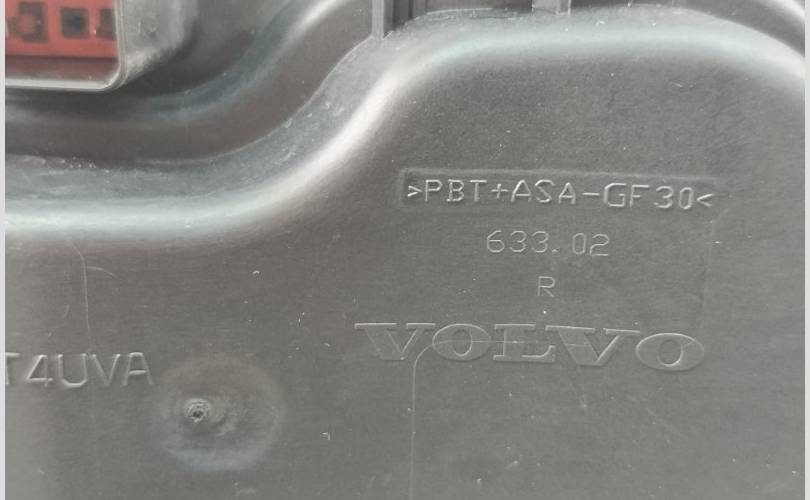 >PBT+ASA-GF30<
633.02
R
VOLVO
T4UVA